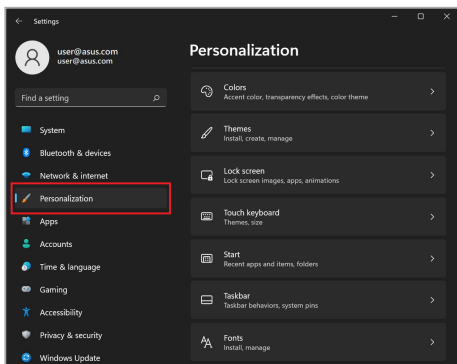 Settings
user@asus.com
user@asus.com
Find a setting
System
Bluetooth & devices
Network & internet
Personalization
Apps
Accounts
Time & language
Gaming
Accessibility
Privacy & security
Windows Update
Personalization
Colors
Accent color, transparency effects, color theme
Themes
Install, create, manage
Lock screen
Lock screen images, apps, animations
Touch keyboard
Themes, size
Start
Recent apps and items, folders
Taskbar
Taskbar behaviors, system pins
Fonts
Install, manage